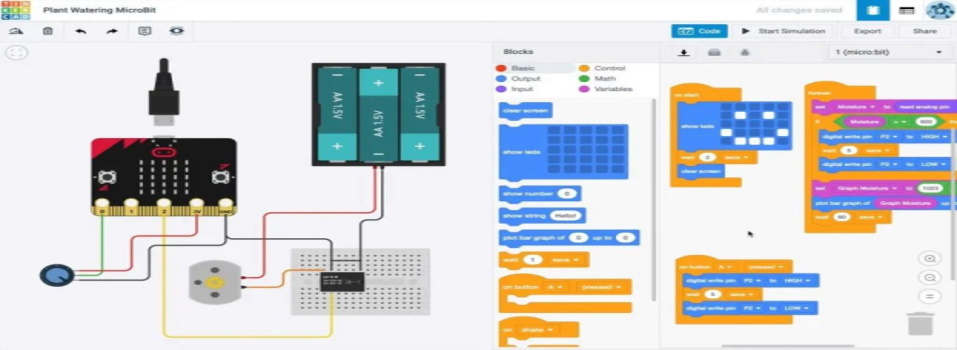 TIN
KER
CAD
Plant Watering MicroBit
All changes saved
Code
Start Simulation
Export
Share
Blocks
1 (micro:bit)
Basic
Control
Output
Math
Input
Variables
clear screen
show leds
show number 0
show string Hello!
plot bar graph of 0 up to 0
wait 1 secs
on button A pressed
on shake
AA 1.5V
AA 1.5V
AA 1.5V
0 1 2 3V GND
on start
show leds
wait 2 secs
clear screen
forever
set Moisture to read analog pin
if Moisture
digital write pin P2 to HIGH
wait 5 secs
digital write pin P2 to LOW
set Graph Moisture to 1023
plot bar graph of Graph Moisture up
wait 60 secs
on button A pressed
digital write pin P2 to HIGH
wait 5 secs
digital write pin P2 to LOW